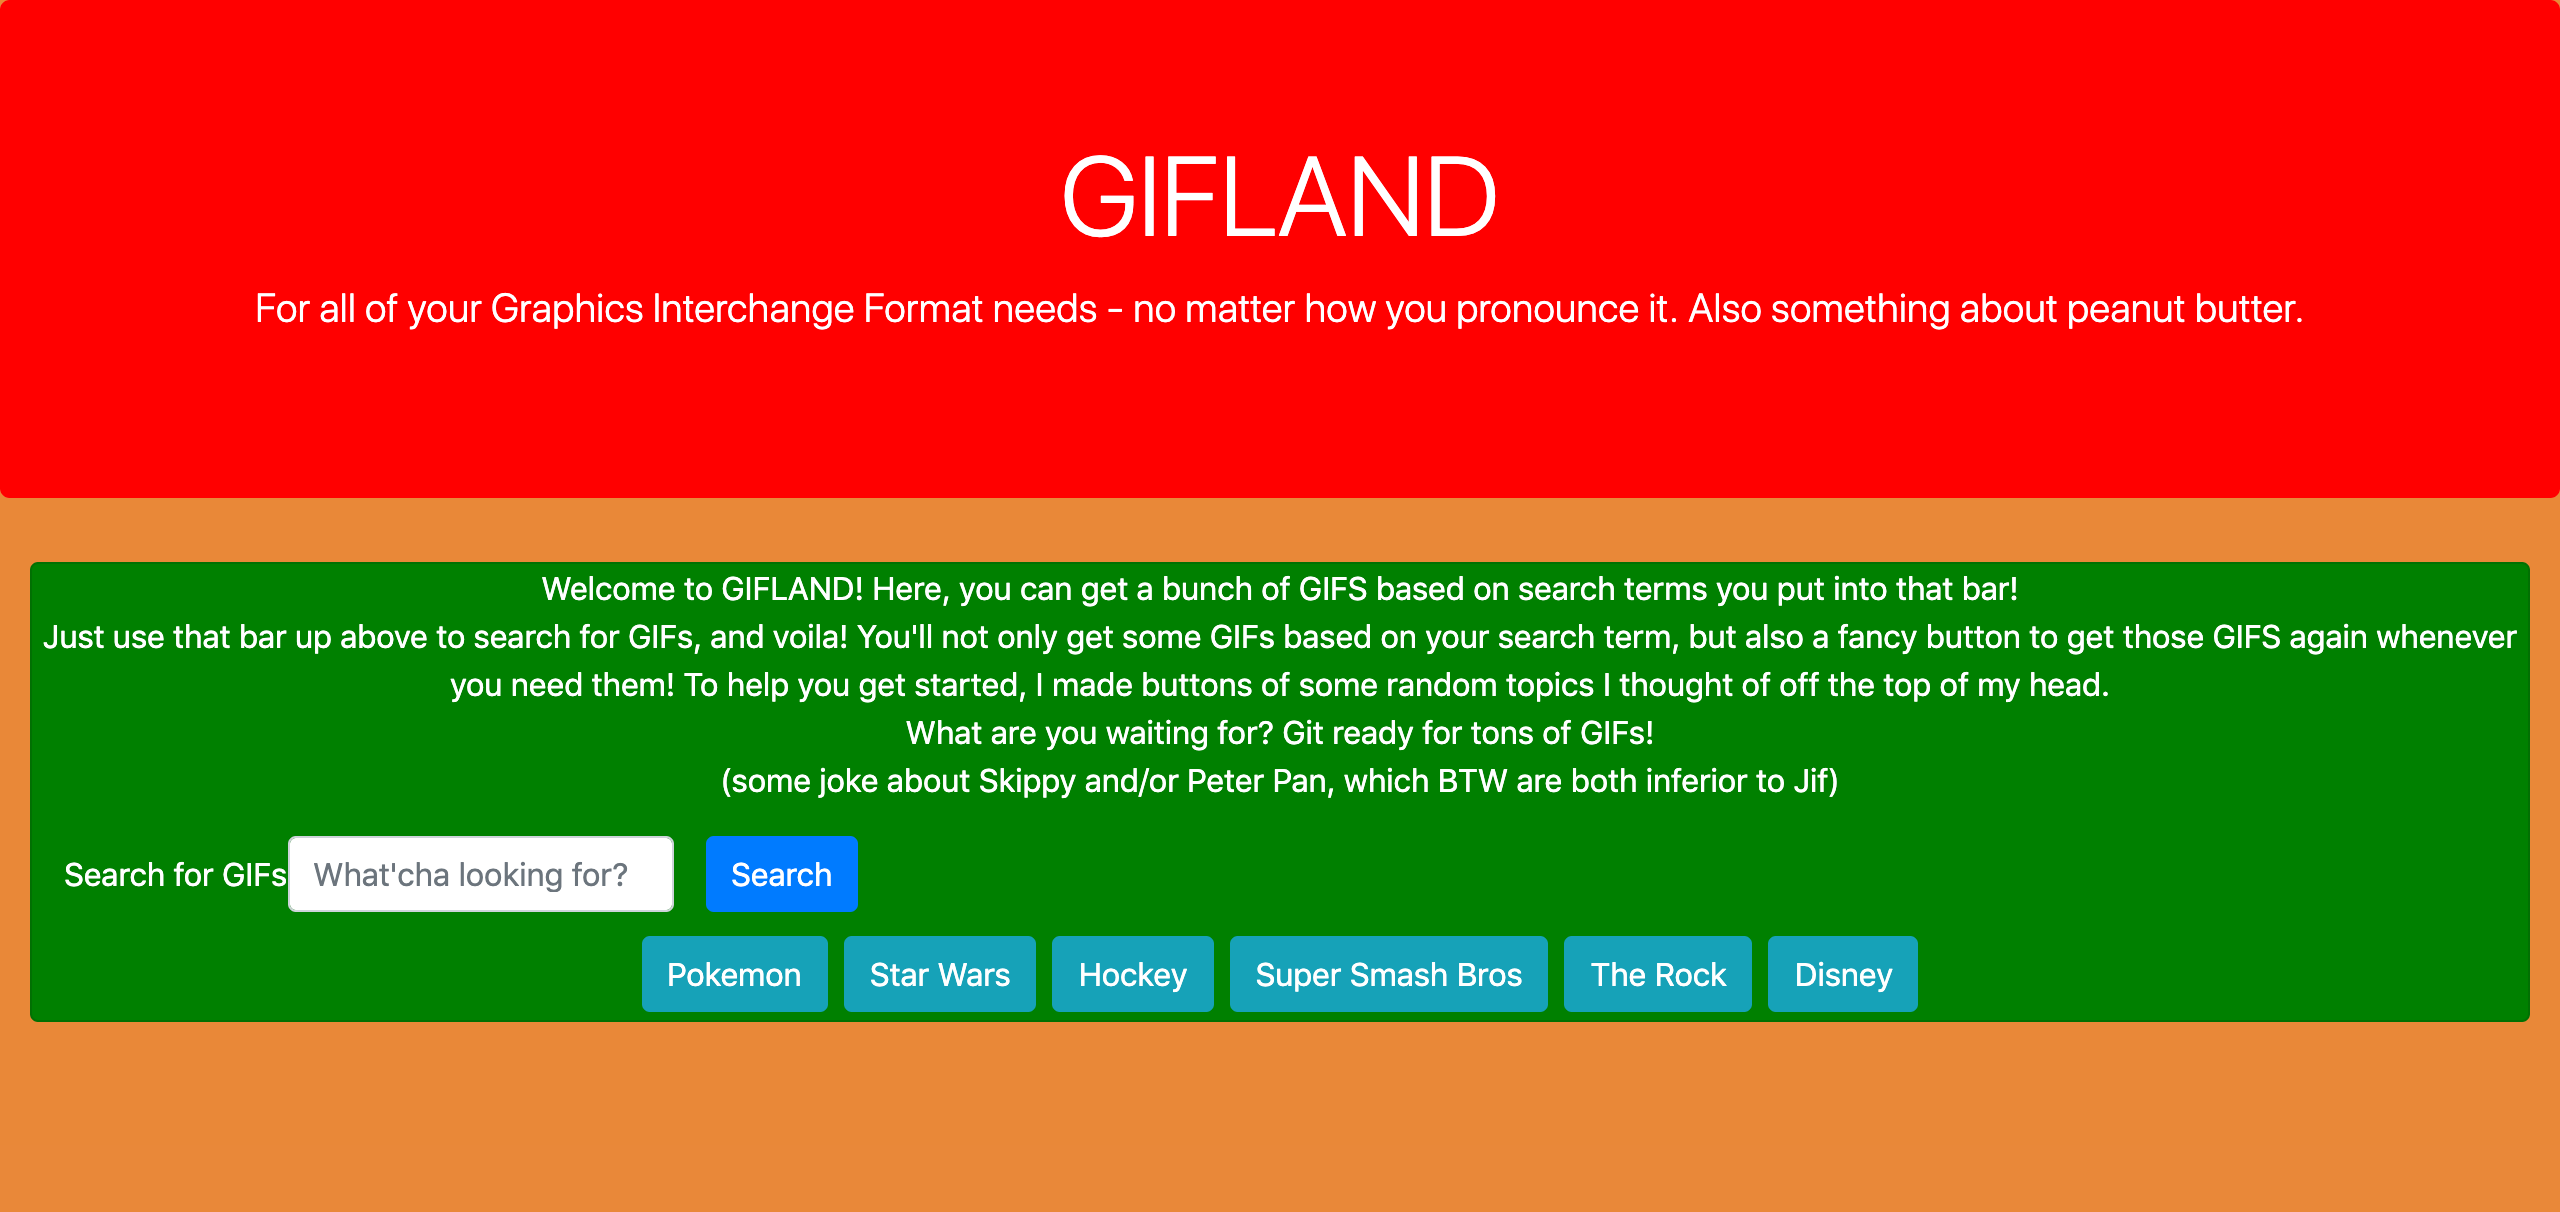 GIFLAND
For all of your Graphics Interchange Format needs - no matter how you pronounce it. Also something about peanut butter.
Welcome to GIFLAND! Here, you can get a bunch of GIFS based on search terms you put into that bar!
Just use that bar up above to search for GIFs, and voila! You'll not only get some GIFs based on your search term, but also a fancy button to get those GIFS again whenever
you need them! To help you get started, I made buttons of some random topics I thought of off the top of my head.
What are you waiting for? Git ready for tons of GIFs!
(some joke about Skippy and/or Peter Pan, which BTW are both inferior to Jif)
Search for GIFs What'cha looking for? Search
Pokemon Star Wars Hockey Super Smash Bros The Rock Disney